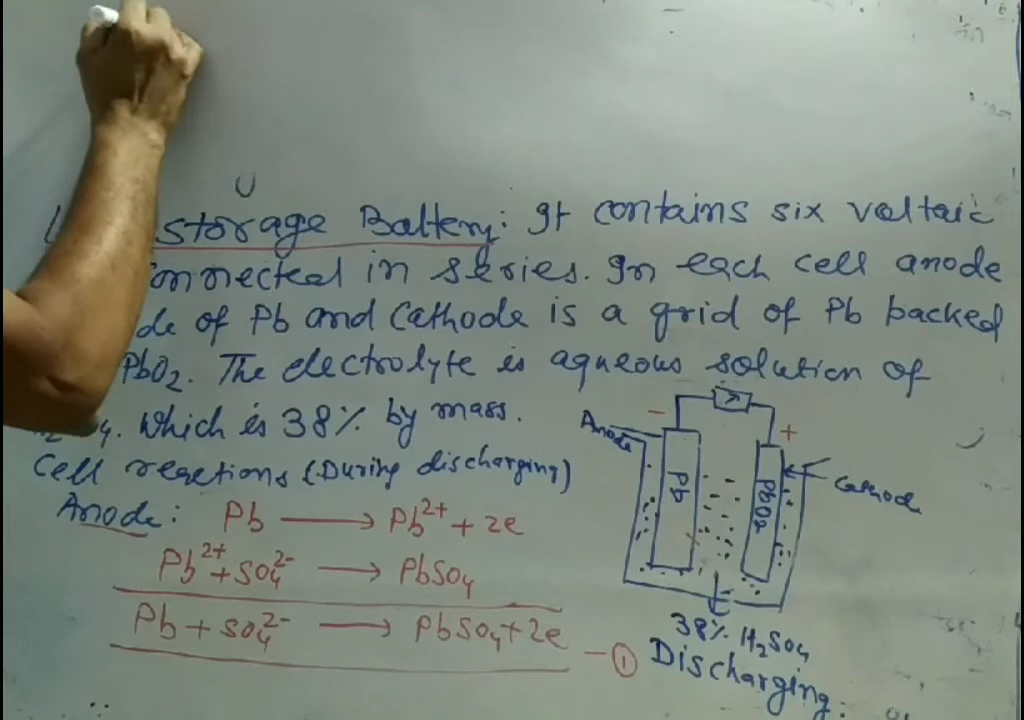 storage Battery: It contains six voltaic
onnected in series. In each cell anode
de of Pb and Cathode is a grid of Pb packed
PbO2. The electrolyte is aqueous solution of
4. Which is 38% by mass.
Cell reactions (During discharging)
Anode: Pb → Pb²⁺ + 2e
Pb²⁺ + SO₄²⁻ → PbSO₄
Pb + SO₄²⁻ → PbSO₄ + 2e
- ①
Anode
-
+
Cathode
Pb
PbO2
38% H₂SO₄
Discharging: